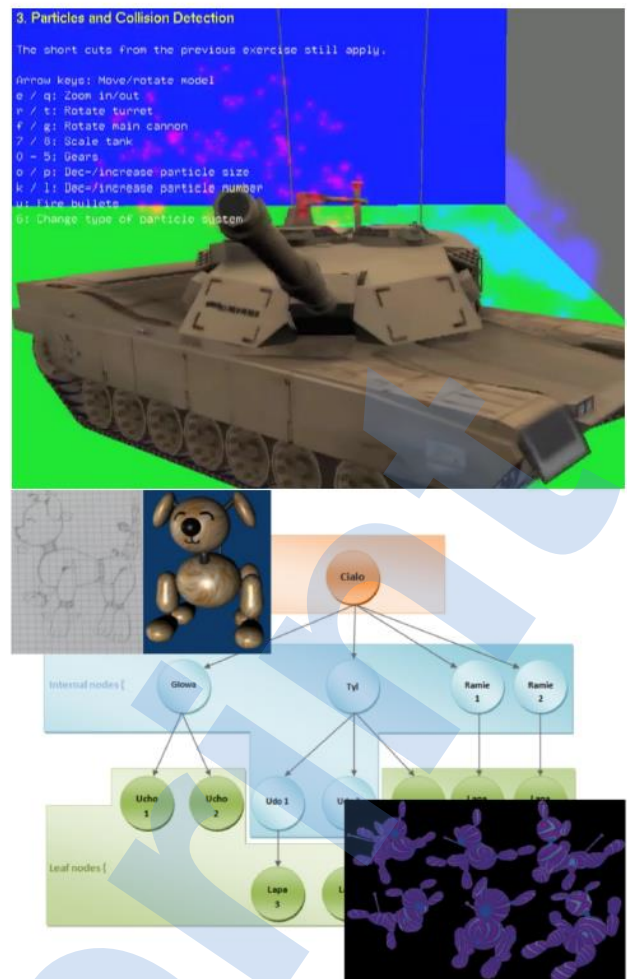 3. Particles and Collision Detection
The short cuts from the previous exercise still apply.
Arrow keys: Move/rotate model
e / q: Zoom in/out
r / t: Rotate turret
f / g: Rotate main cannon
7 / 8: Scale tank
0 - 5: Gears
o / p: Dec-/increase particle size
k / l: Dec-/increase particle number
u: Fire bullets
6: Change type of particle system
Cialo
Internal nodes {
Glowa
Tyl
Ramie
1
Ramie
2
Ucho
1
Ucho
2
Udo 1
Leaf nodes {
Lapa
3